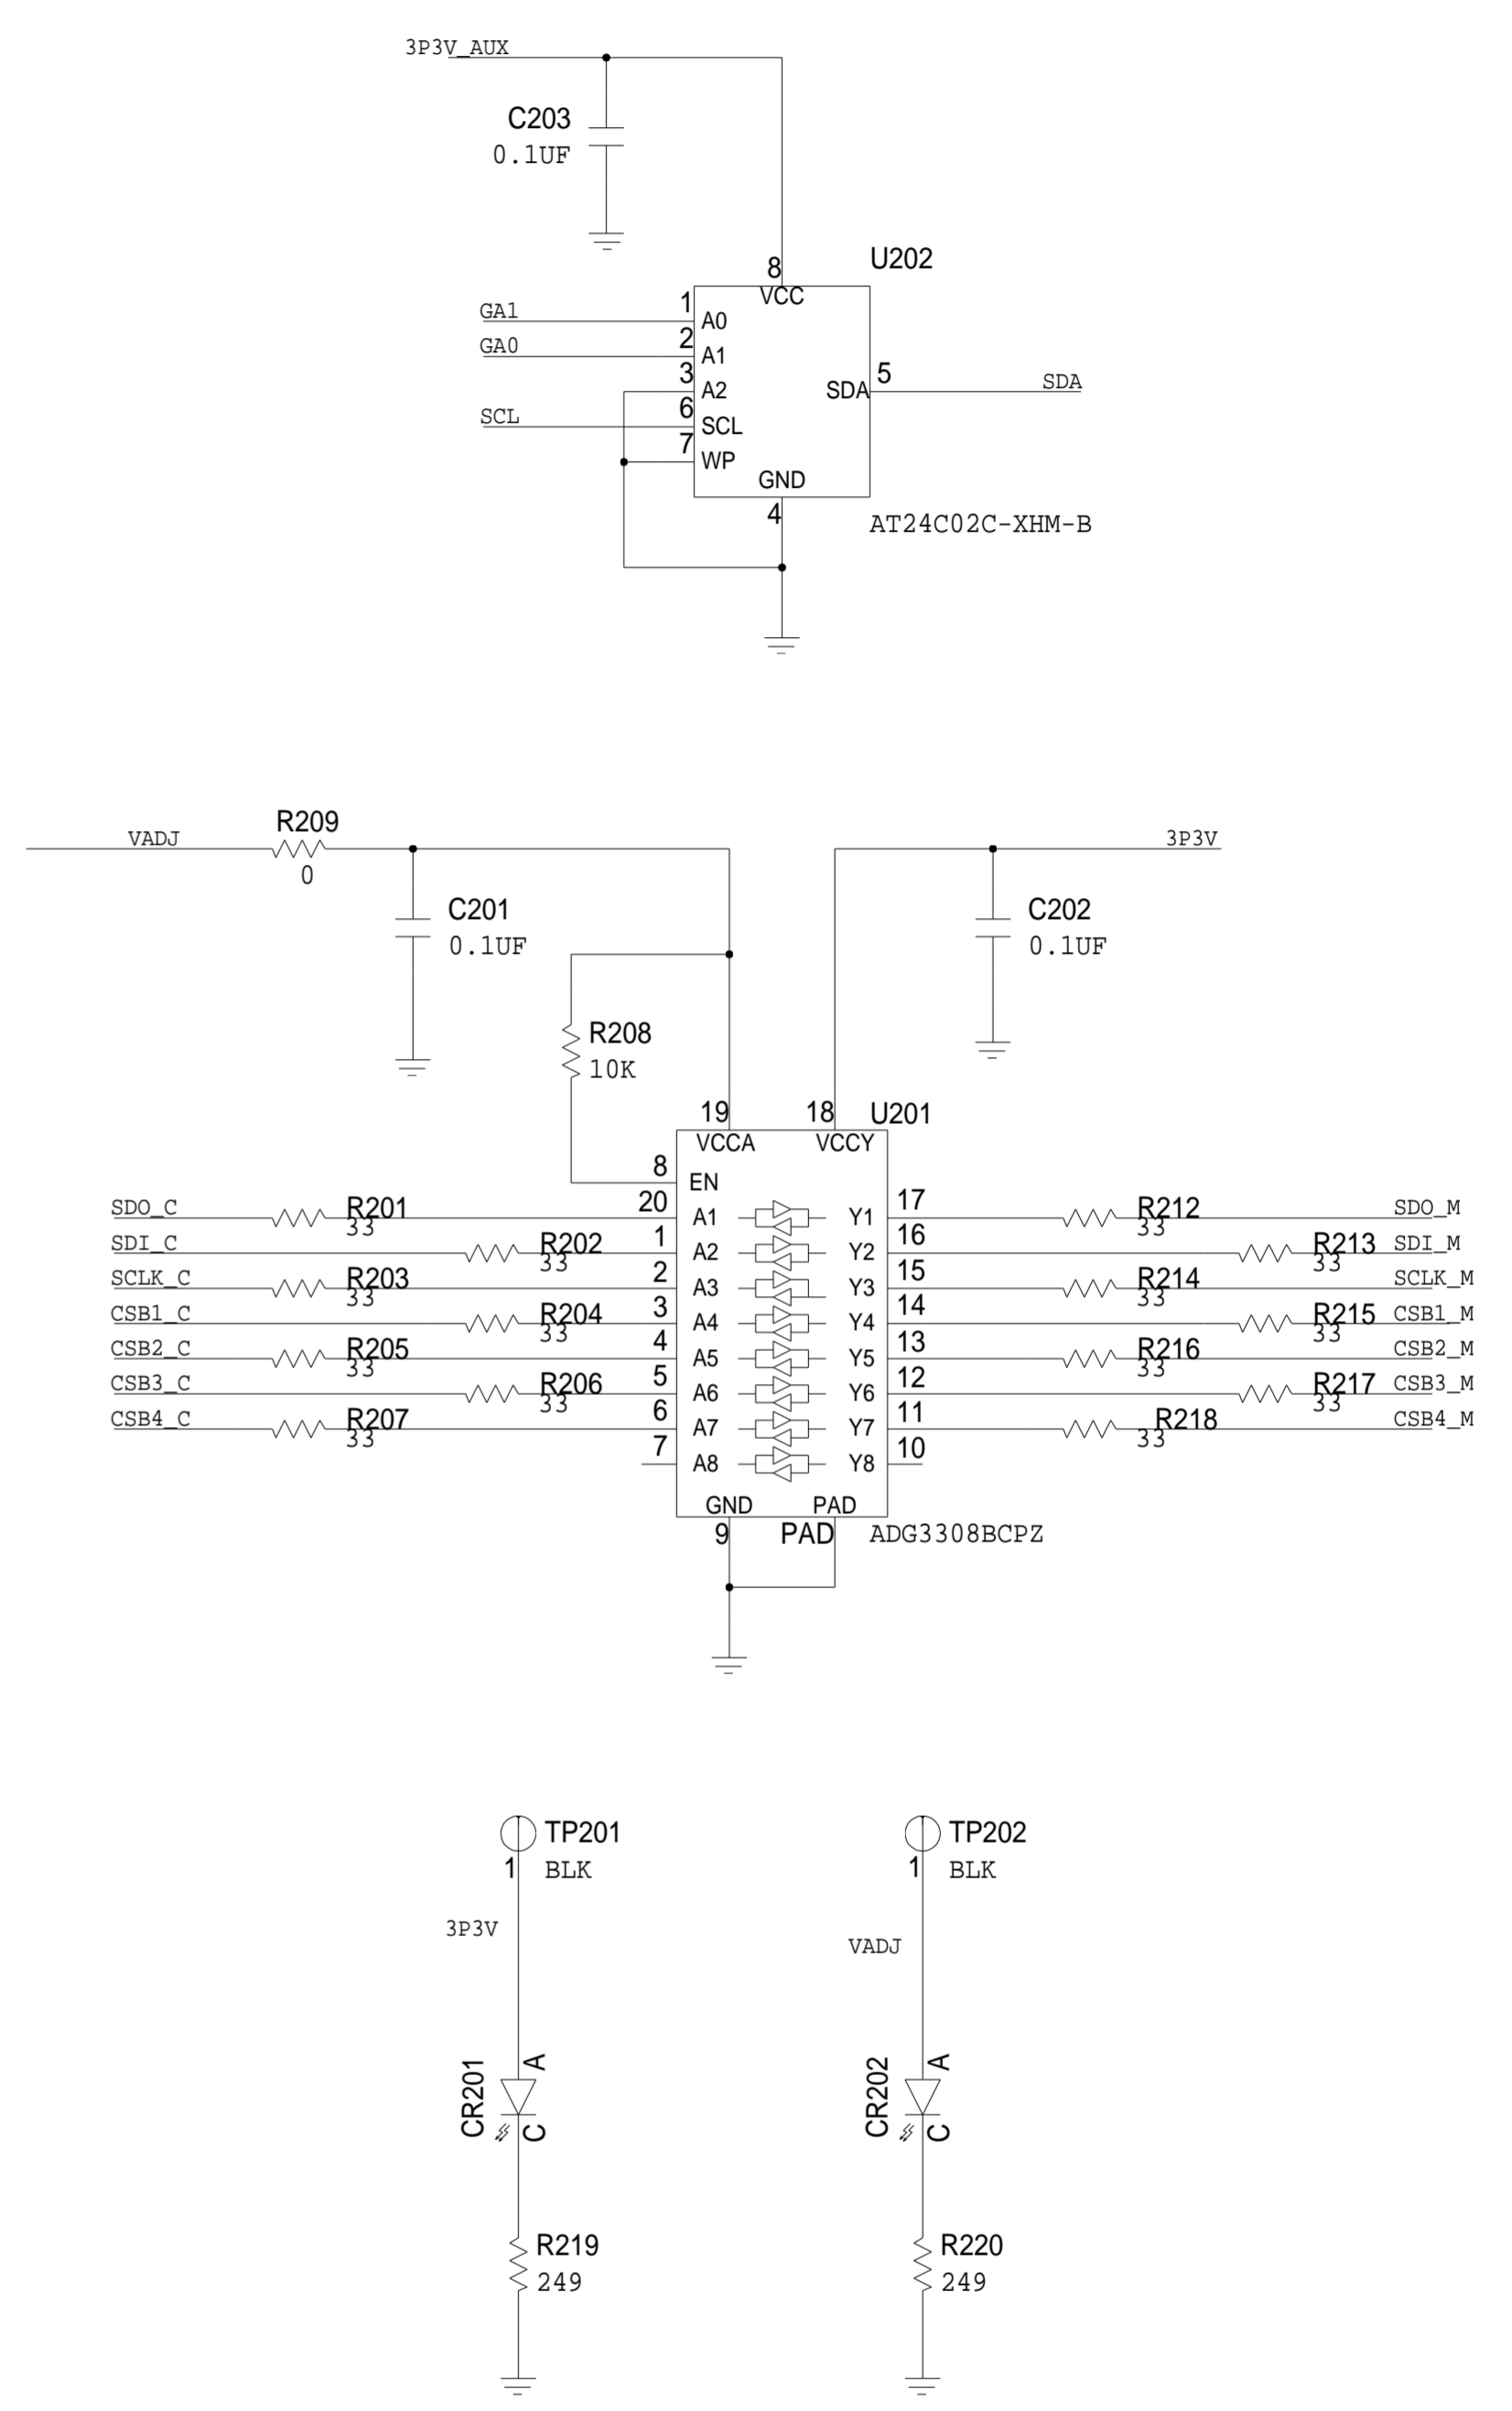 3P3V_AUX
C203
0.1UF
U202
8
VCC
GA1
1
A0
GA0
2
A1
3
A2
SCL
6
SCL
7
WP
5
SDA
SDA
GND
4
AT24C02C-XHM-B
VADJ
R209
0
3P3V
C201
0.1UF
C202
0.1UF
R208
10K
19
18
U201
VCCA
VCCY
8
EN
SDO_C
R201
33
20
A1
Y1
17
R212
33
SDO_M
SDI_C
R202
33
1
A2
Y2
16
R213
33
SDI_M
SCLK_C
R203
33
2
A3
Y3
15
R214
33
SCLK_M
CSB1_C
R204
33
3
A4
Y4
14
R215
33
CSB1_M
CSB2_C
R205
33
4
A5
Y5
13
R216
33
CSB2_M
CSB3_C
R206
33
5
A6
Y6
12
R217
33
CSB3_M
CSB4_C
R207
33
6
A7
Y7
11
R218
33
CSB4_M
7
A8
Y8
10
GND
PAD
9
PAD
ADG3308BCPZ
TP201
1
BLK
3P3V
CR201
A
C
R219
249
TP202
1
BLK
VADJ
CR202
A
C
R220
249